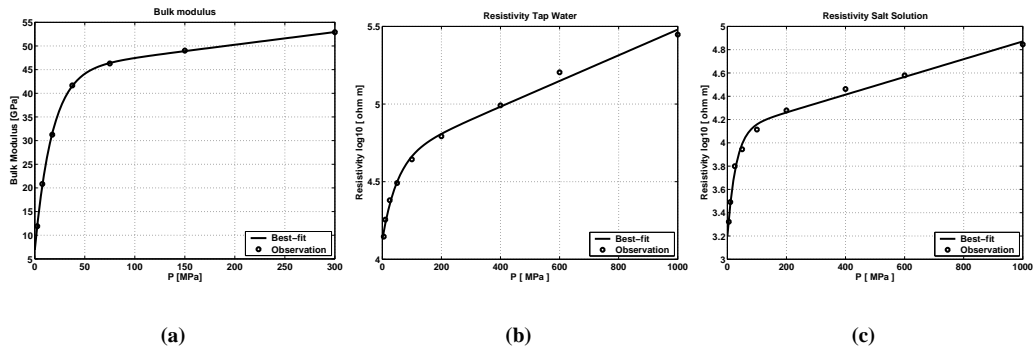 Bulk modulus
55
50
45
40
35
30
25
20
15
10
5
0 50 100 150 200 250 300
Bulk Modulus [GPa]
P [MPa]
Best−fit
Observation
(a)
Resistivity Tap Water
5.5
5
4.5
4
0 200 400 600 800 1000
Resistivity log10 [ ohm m]
P [ MPa ]
Best−fit
Observation
(b)
Resistivity Salt Solution
5
4.8
4.6
4.4
4.2
4
3.8
3.6
3.4
3.2
3
0 200 400 600 800 1000
Resistivity log10 [ ohm m]
P [ MPa ]
Best−fit
Observation
(c)